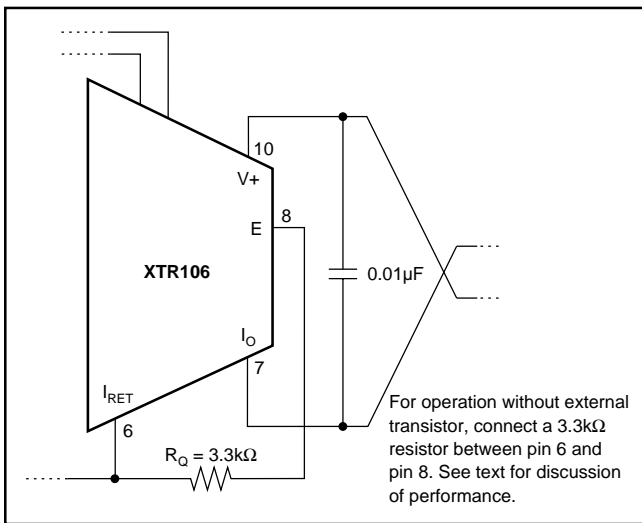 10
V+
8
E
XTR106
0.01µF
I_O
7
I_RET
6
R_Q = 3.3kΩ
For operation without external
transistor, connect a 3.3kΩ
resistor between pin 6 and
pin 8. See text for discussion
of performance.